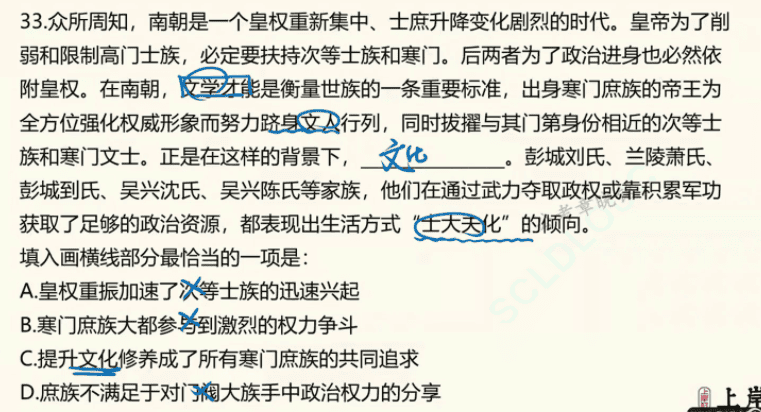 33.众所周知，南朝是一个皇权重新集中、士庶升降变化剧烈的时代。皇帝为了削
弱和限制高门士族，必定要扶持次等士族和寒门。后两者为了政治进身也必然依
附皇权。在南朝，文学才能是衡量世族的一条重要标准，出身寒门庶族的帝王为
全方位强化权威形象而努力跻身文人行列，同时拔擢与其门第身份相近的次等士
族和寒门文士。正是在这样的背景下，文化。彭城刘氏、兰陵萧氏、
彭城到氏、吴兴沈氏、吴兴陈氏等家族，他们在通过武力夺取政权或靠积累军功
获取了足够的政治资源，都表现出生活方式“士大夫化”的倾向。
填入画横线部分最恰当的一项是：
A.皇权重振加速了次等士族的迅速兴起
B.寒门庶族大都参与到激烈的权力争斗
C.提升文化修养成了所有寒门庶族的共同追求
D.庶族不满足于对门阀大族手中政治权力的分享
上岸